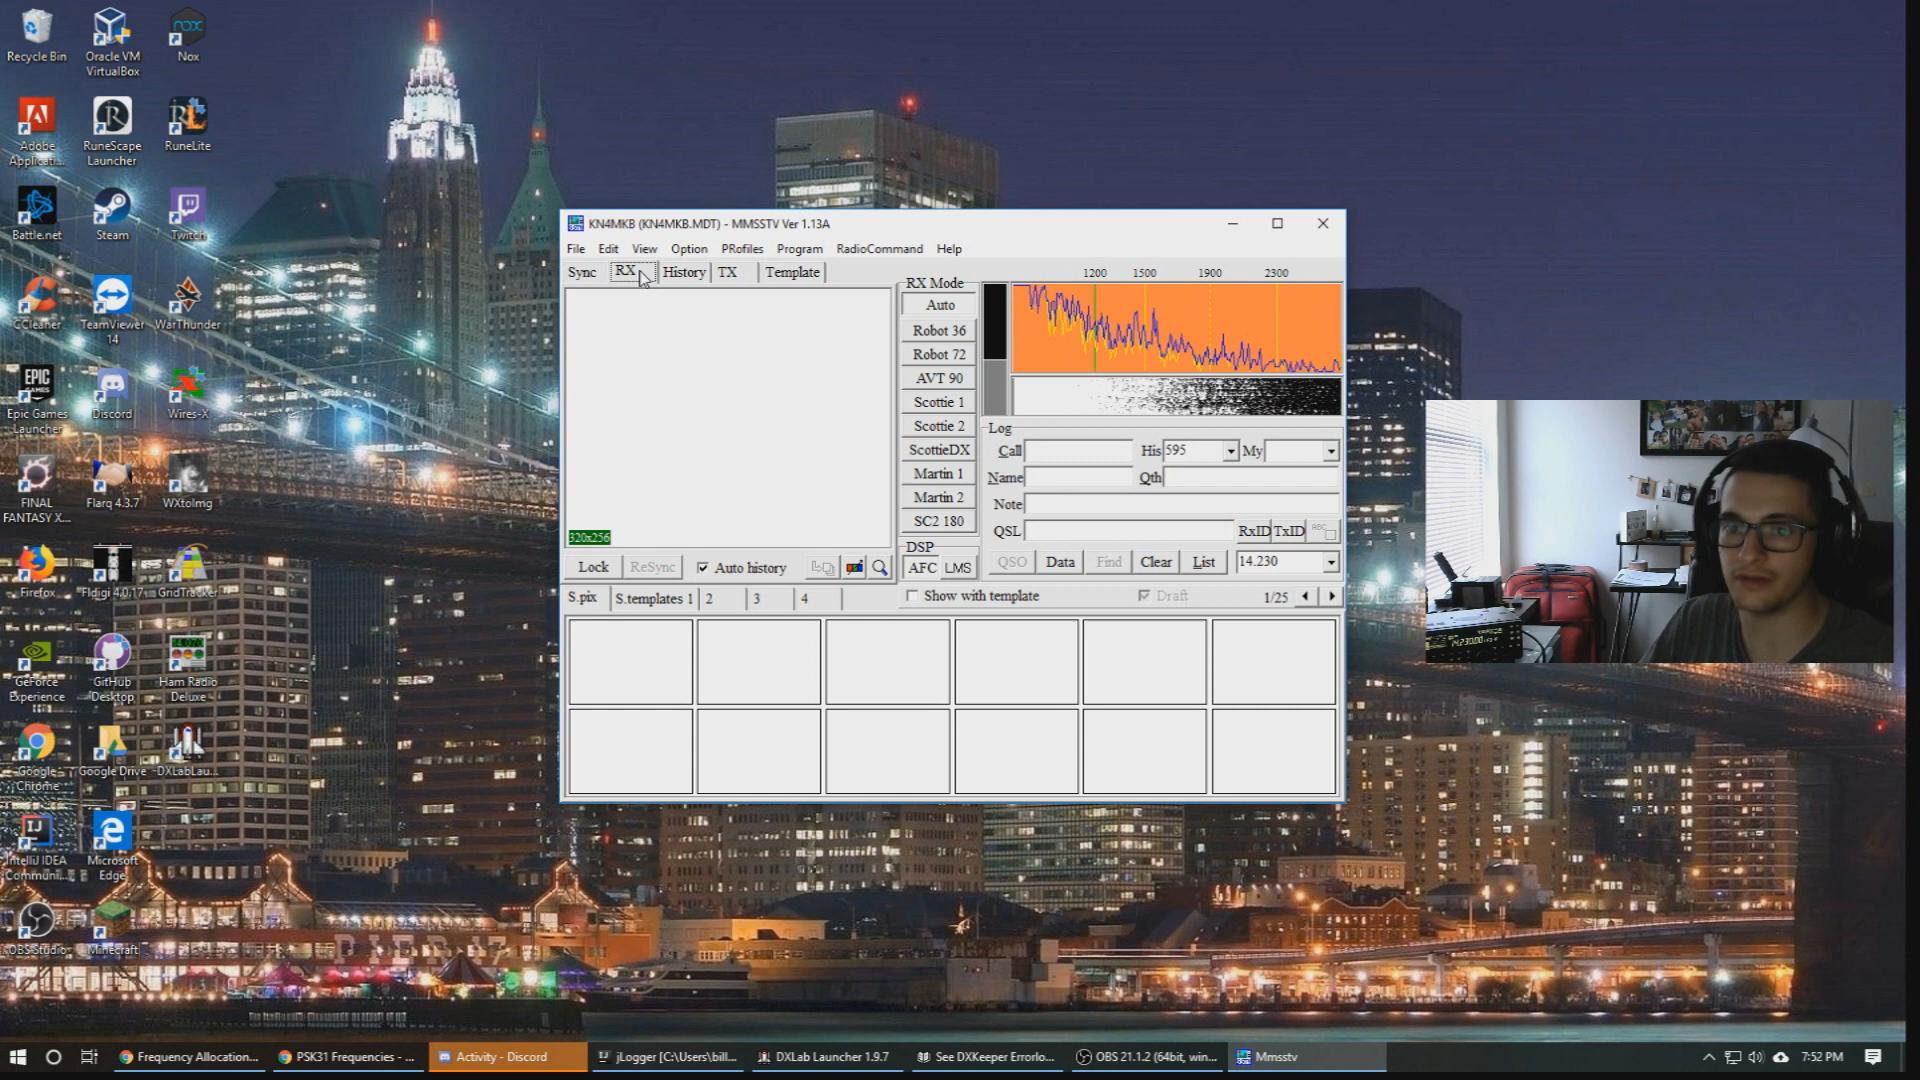 Recycle Bin
Oracle VM
VirtualBox
Nox
Adobe
Applicati...
RuneScape
Launcher
RuneLite
Battle.net
Steam
Twitch
CCleaner
TeamViewer
14
WarThunder
Epic Games
Launcher
Discord
Wires-X
FINAL
FANTASY X...
Flarq 4.3.7
WXtoImg
Firefox
Fldigi 4.0.17
GridTracker
GeForce
Experience
GitHub
Desktop
Ham Radio
Deluxe
Google
Chrome
Google Drive
DXLabLau...
IntelliJ IDEA
Communi...
Microsoft
Edge
OBS Studio
Minecraft
KN4MKB (KN4MKB.MDT) - MMSSTV Ver 1.13A
File Edit View Option PRofiles Program RadioCommand Help
Sync RX History TX Template
RX Mode
Auto
Robot 36
Robot 72
AVT 90
Scottie 1
Scottie 2
ScottieDX
Martin 1
Martin 2
SC2 180
DSP
AFC LMS
1200 1500 1900 2300
Log
Call His 595 My
Name Qth
Note
QSL RxID TxID
QSO Data Find Clear List 14.230
320x256
Lock ReSync Auto history
S.pix S.templates 1 2 3 4
Show with template Draft 1/25
Frequency Allocation...
PSK31 Frequencies - ...
Activity - Discord
jLogger [C:\Users\bill...
DXLab Launcher 1.9.7
See DXKeeper Errorlo...
OBS 21.1.2 (64bit, win...
Mmsstv
7:52 PM